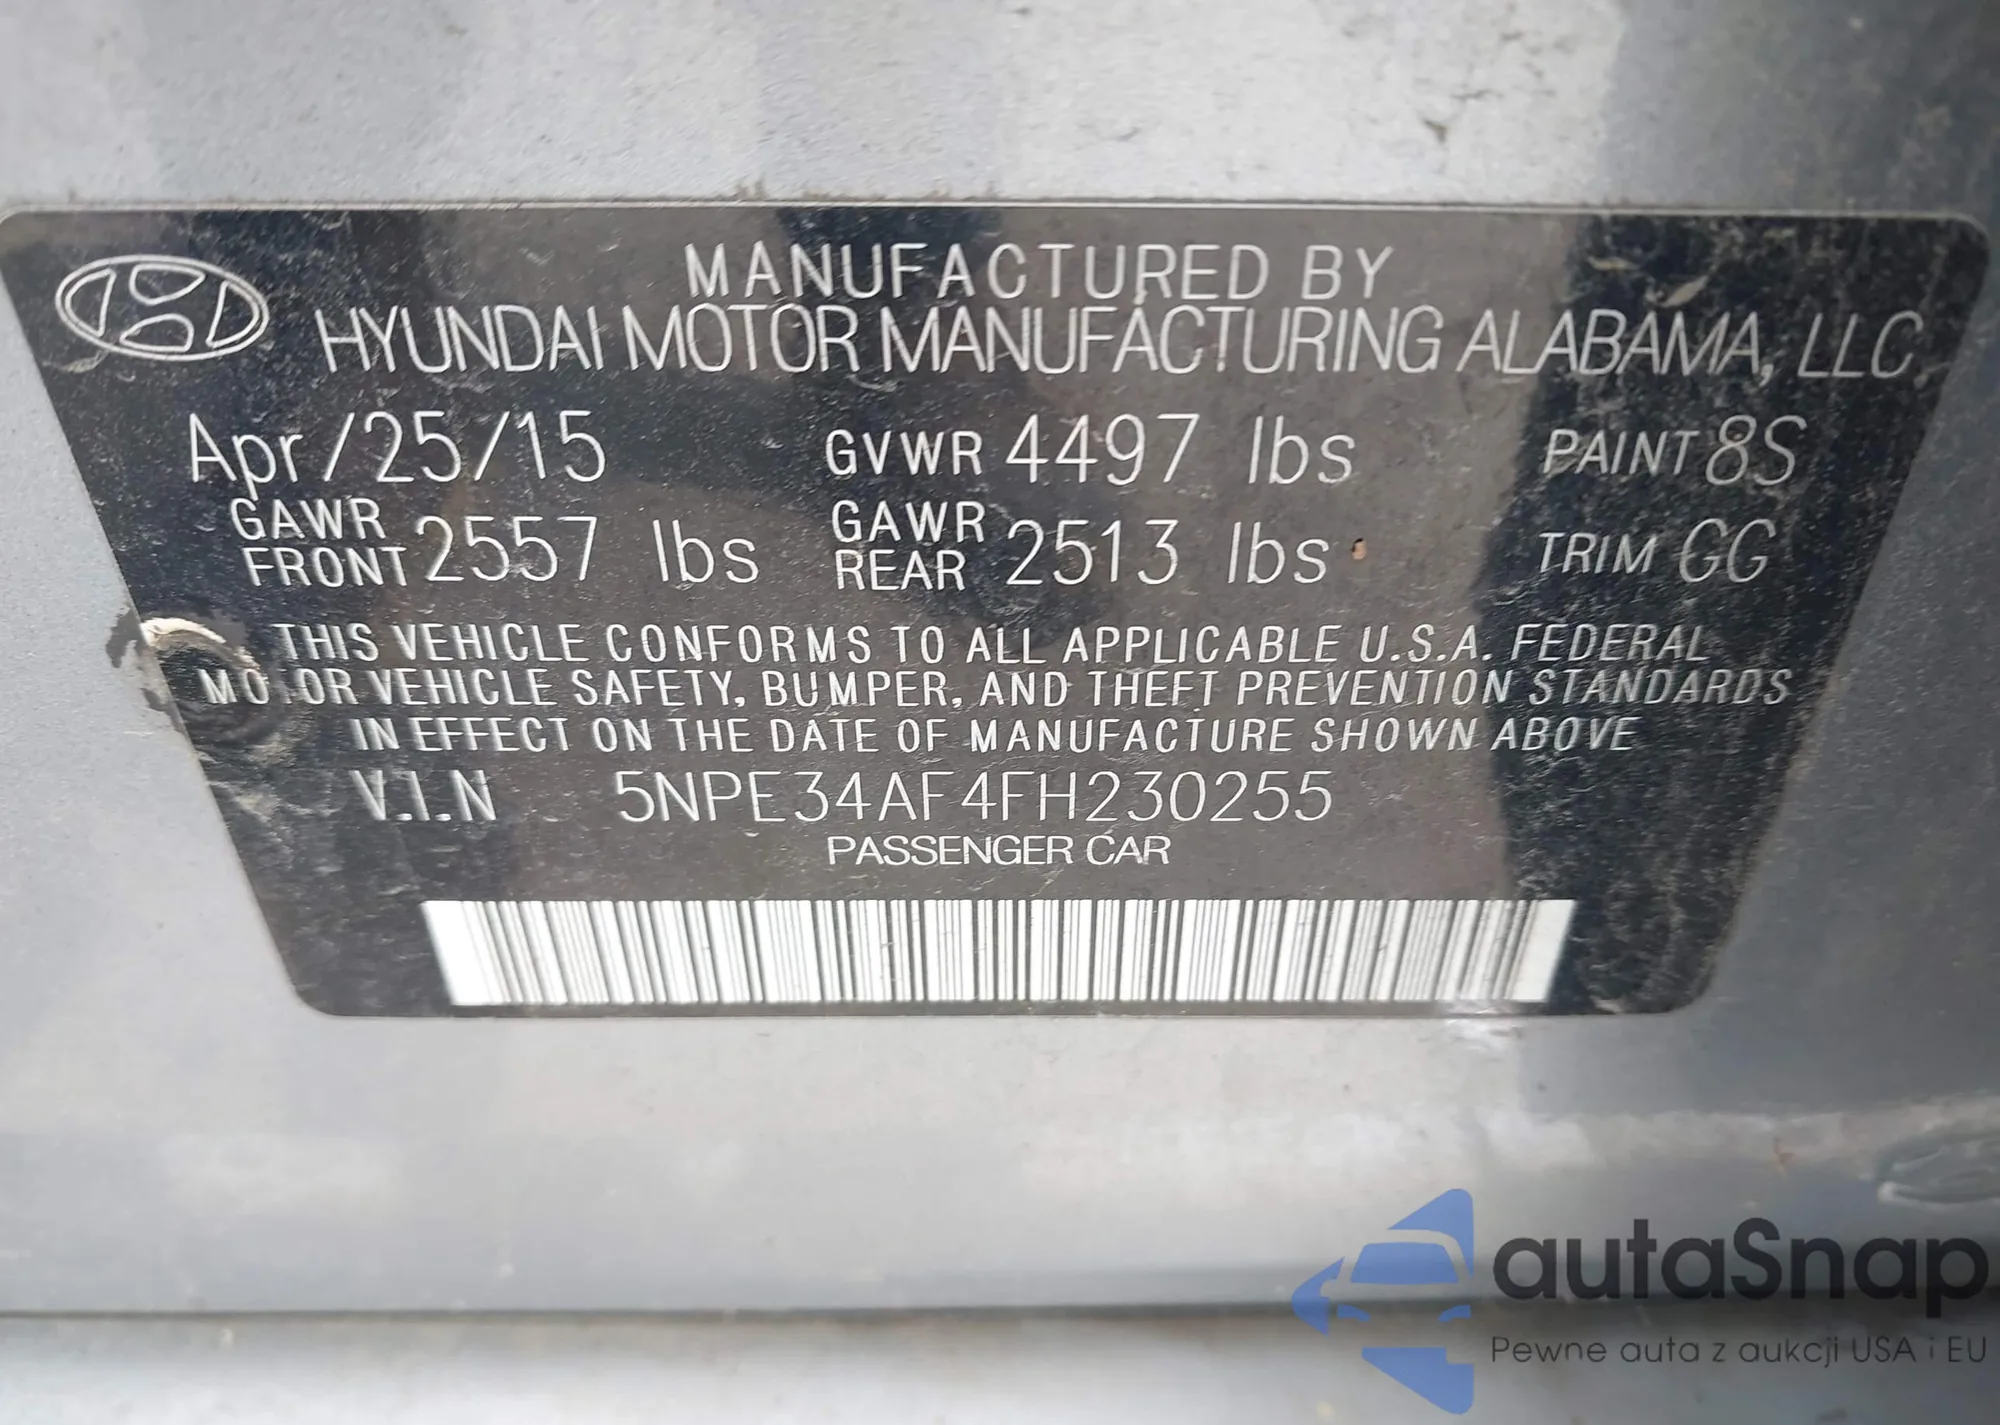 MANUFACTURED BY
HYUNDAI MOTOR MANUFACTURING ALABAMA, LLC
Apr/25/15 GVWR 4497 lbs PAINT 8S
GAWR FRONT 2557 lbs GAWR REAR 2513 lbs TRIM GG
THIS VEHICLE CONFORMS TO ALL APPLICABLE U.S.A. FEDERAL
MOTOR VEHICLE SAFETY, BUMPER, AND THEFT PREVENTION STANDARDS
IN EFFECT ON THE DATE OF MANUFACTURE SHOWN ABOVE
V.I.N 5NPE34AF4FH230255
PASSENGER CAR
autaSnap
Pewne auta z aukcji USA i EU